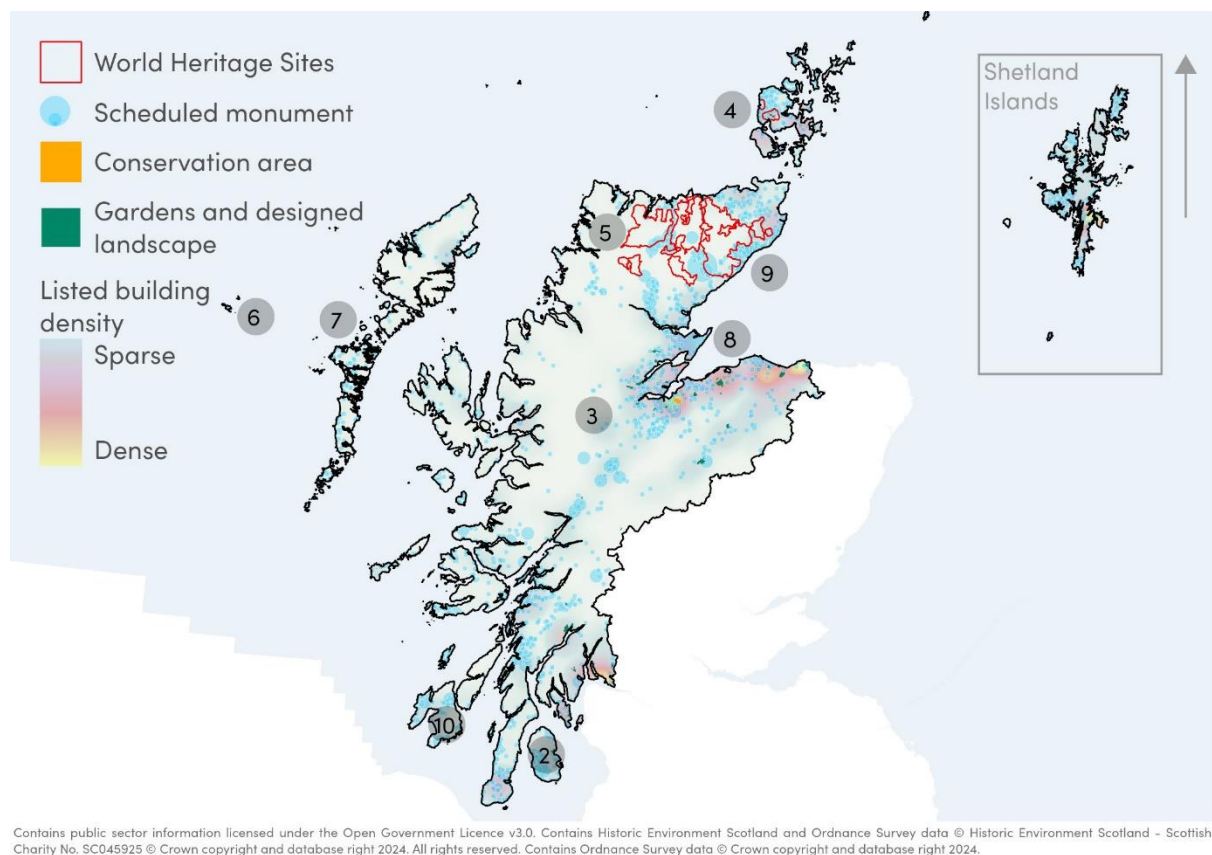 World Heritage Sites
Scheduled monument
Conservation area
Gardens and designed
landscape
Listed building
density
Sparse
Dense
Shetland
Islands
4
5
9
6
7
8
3
10
2
Contains public sector information licensed under the Open Government Licence v3.0. Contains Historic Environment Scotland and Ordnance Survey data © Historic Environment Scotland - Scottish
Charity No. SC045925 © Crown copyright and database right 2024. All rights reserved. Contains Ordnance Survey data © Crown copyright and database right 2024.